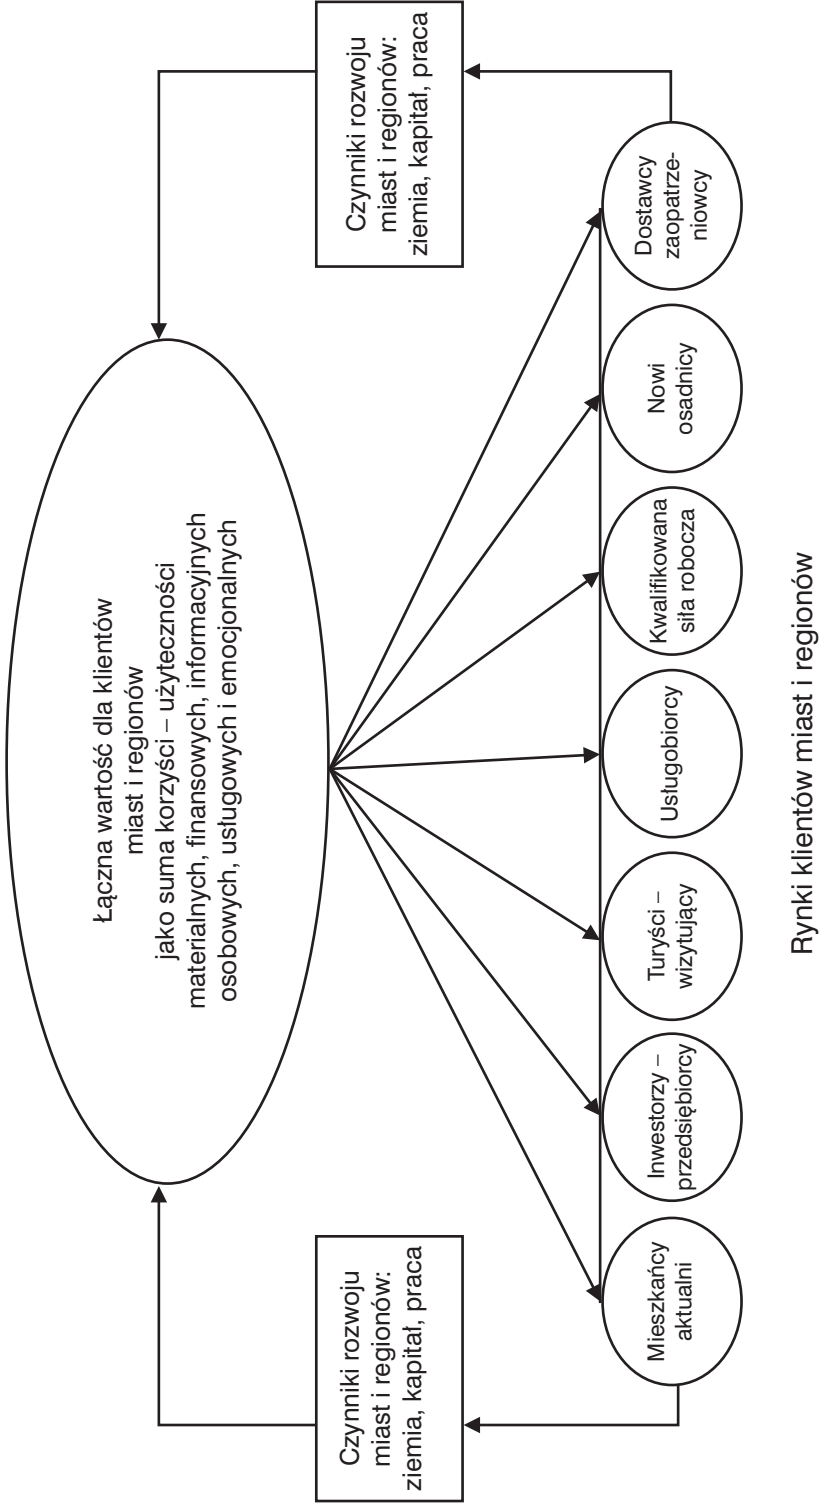 Łączna wartość dla klientów
miast i regionów
jako suma korzyści – użyteczności
materialnych, finansowych, informacyjnych
osobowych, usługowych i emocjonalnych
Czynniki rozwoju
miast i regionów:
ziemia, kapitał, praca
Czynniki rozwoju
miast i regionów:
ziemia, kapitał, praca
Mieszkańcy
aktualni
Inwestorzy –
przedsiębiorcy
Turyści –
wizytujący
Usługobiorcy
Kwalifikowana
siła robocza
Nowi
osadnicy
Dostawcy
zaopatrze-
niowcy
Rynki klientów miast i regionów